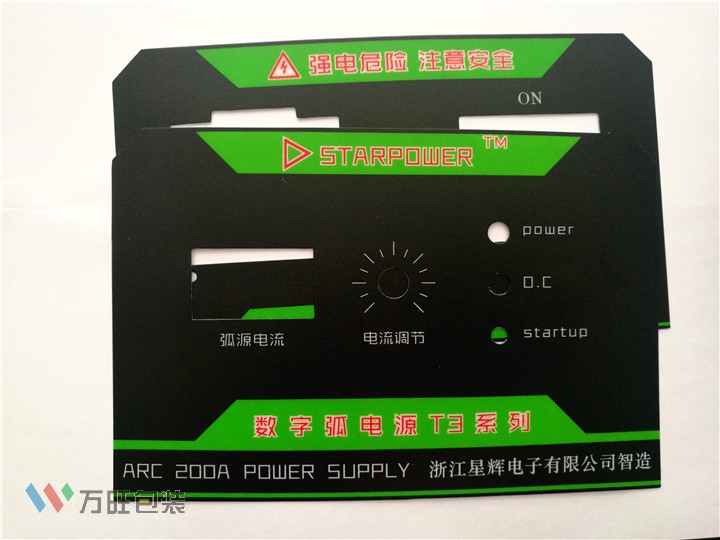 强电危险 注意安全
ON
STARPOWER™
power
O.C
startup
弧源电流
电流调节
数字弧电源T3系列
ARC 200A POWER SUPPLY 浙江星辉电子有限公司智造
万旺包装